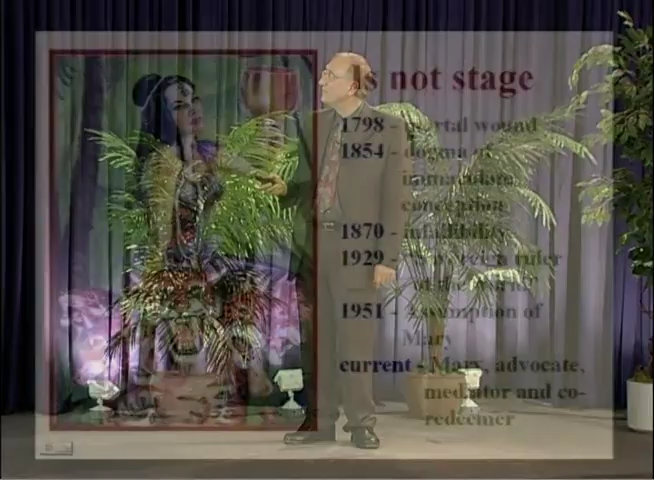 Is not stage
1798 - mortal wound
1854 - dogma of
immaculate
conception
1870 - infallibility
1929 - ruler
of the world"
1951 - Assumption of
Mary
current - Mary, advocate,
mediator and co-
redeemer